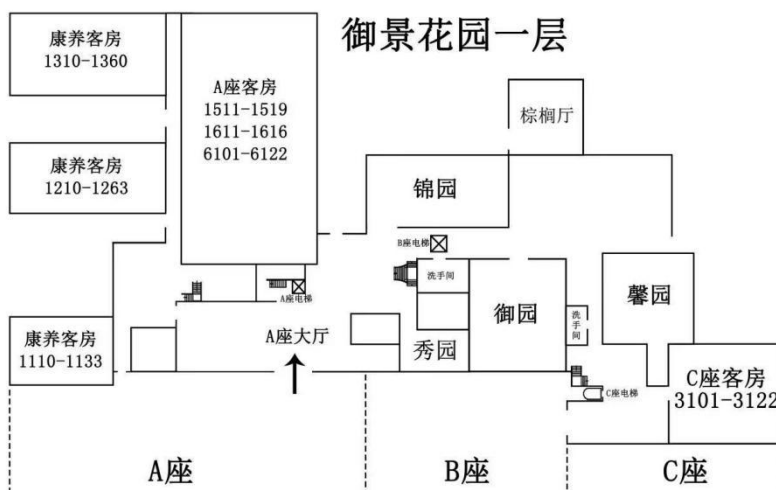 御景花园一层
康养客房
1310-1360
A座客房
1511-1519
1611-1616
6101-6122
棕榈厅
康养客房
1210-1263
锦园
B座电梯
洗手间
御园
馨园
A座电梯
洗手间
康养客房
1110-1133
A座大厅
秀园
C座客房
3101-3122
C座电梯
A座
B座
C座